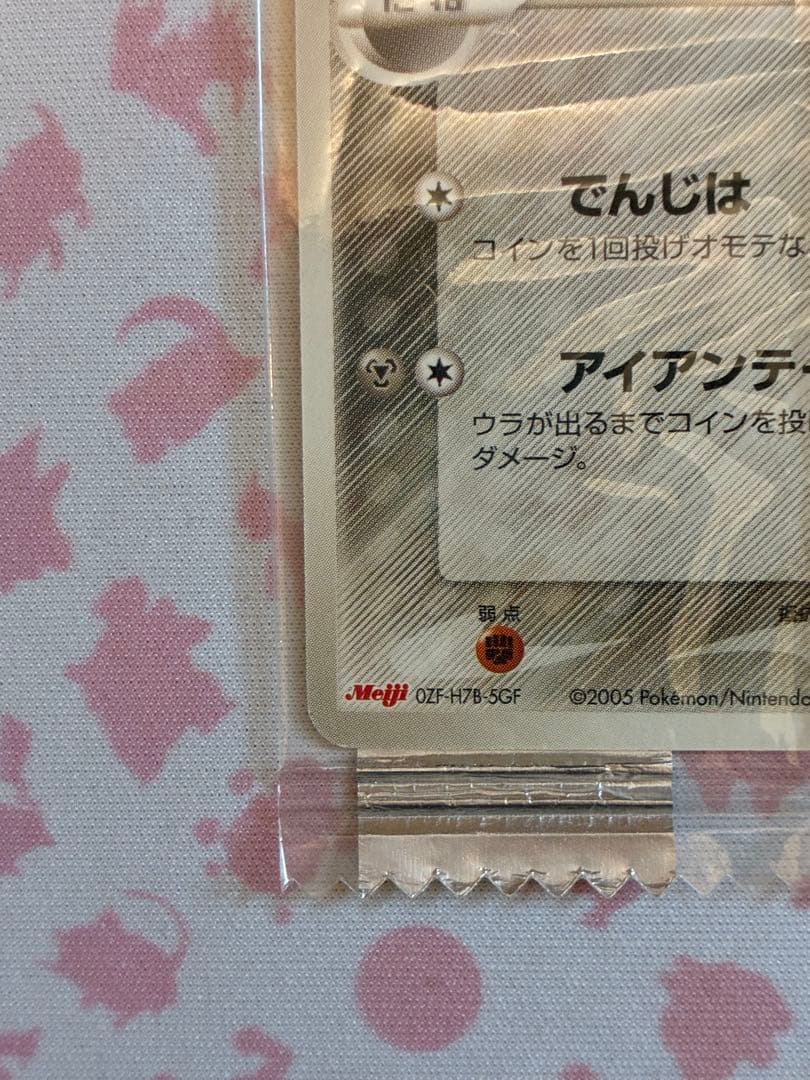 でんじは
コインを1回投げオモテな
アイアンテ
ウラが出るまでコインを投
ダメージ。
弱点
Meiji 0ZF-H7B-5GF ©2005 Pokémon/Nintendo